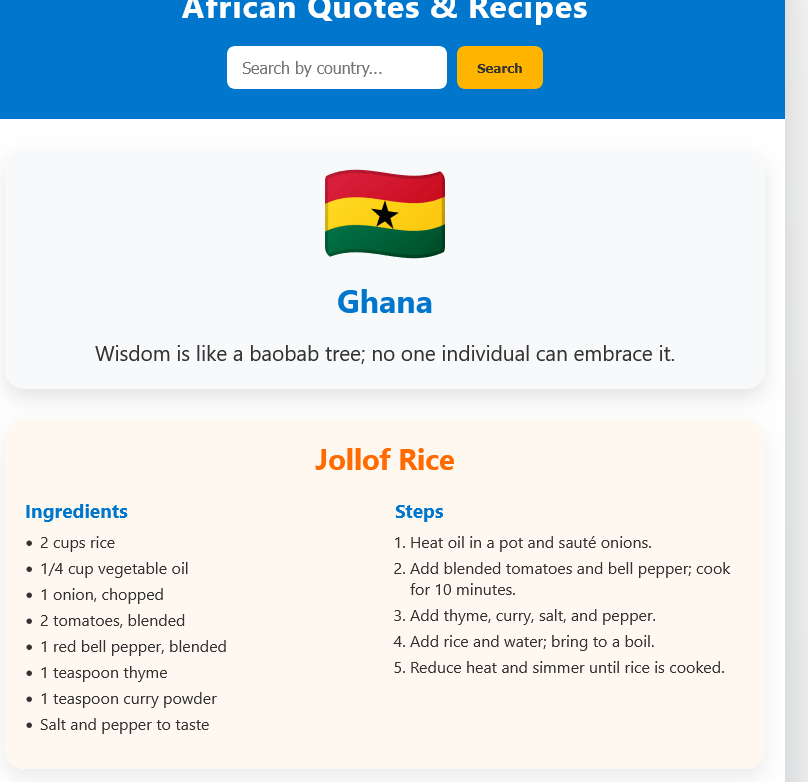 African Quotes & Recipes
Search by country...
Search
Ghana
Wisdom is like a baobab tree; no one individual can embrace it.
Jollof Rice
Ingredients
• 2 cups rice
• 1/4 cup vegetable oil
• 1 onion, chopped
• 2 tomatoes, blended
• 1 red bell pepper, blended
• 1 teaspoon thyme
• 1 teaspoon curry powder
• Salt and pepper to taste
Steps
1. Heat oil in a pot and sauté onions.
2. Add blended tomatoes and bell pepper; cook
for 10 minutes.
3. Add thyme, curry, salt, and pepper.
4. Add rice and water; bring to a boil.
5. Reduce heat and simmer until rice is cooked.